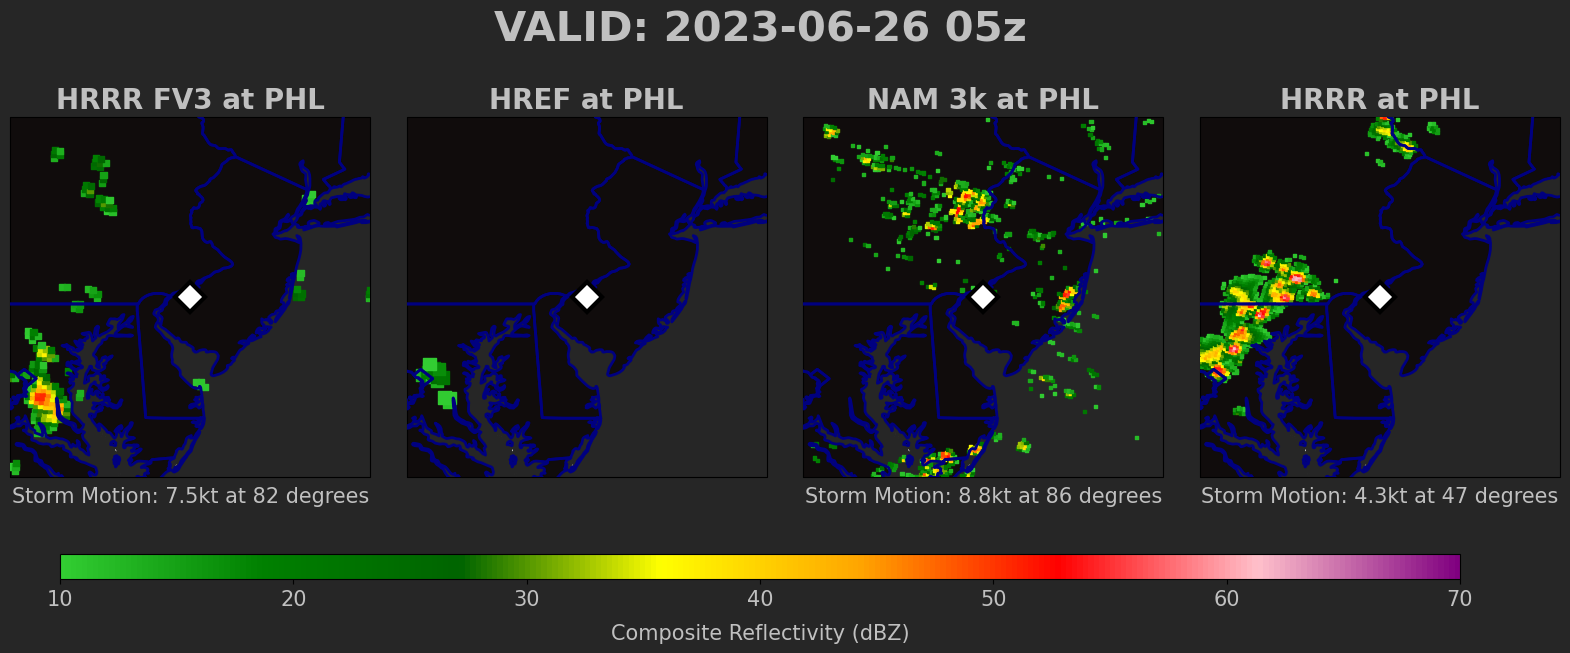 VALID: 2023-06-26 05z
HRRR FV3 at PHL
HREF at PHL
NAM 3k at PHL
HRRR at PHL
Storm Motion: 7.5kt at 82 degrees
Storm Motion: 8.8kt at 86 degrees
Storm Motion: 4.3kt at 47 degrees
10 20 30 40 50 60 70
Composite Reflectivity (dBZ)